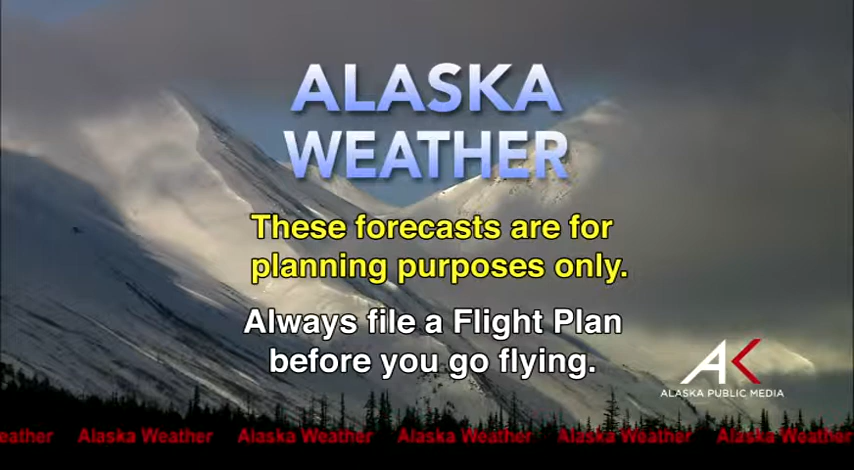 ALASKA
WEATHER
These forecasts are for
planning purposes only.
Always file a Flight Plan
before you go flying.
AK
ALASKA PUBLIC MEDIA
eather Alaska Weather Alaska Weather Alaska Weather Alaska Weather Alaska Weather